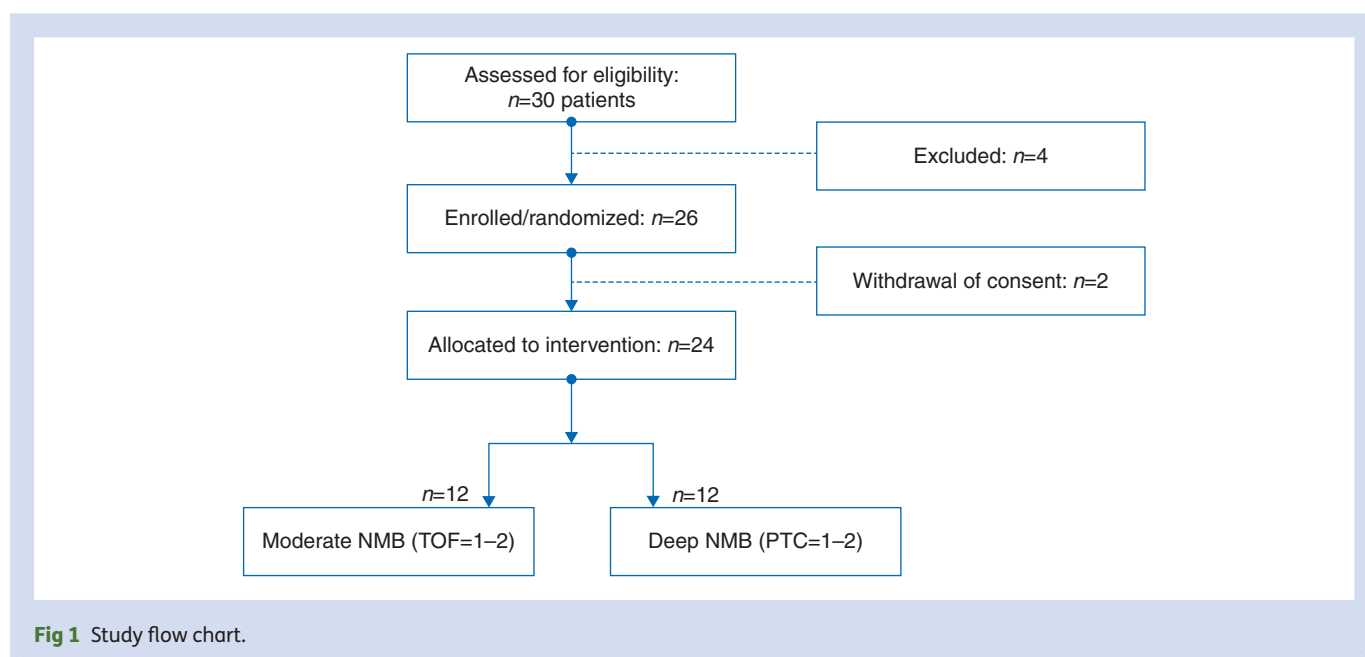 Assessed for eligibility:
n=30 patients
Excluded: n=4
Enrolled/randomized: n=26
Withdrawal of consent: n=2
Allocated to intervention: n=24
n=12
n=12
Moderate NMB (TOF=1–2)
Deep NMB (PTC=1–2)
Fig 1 Study flow chart.